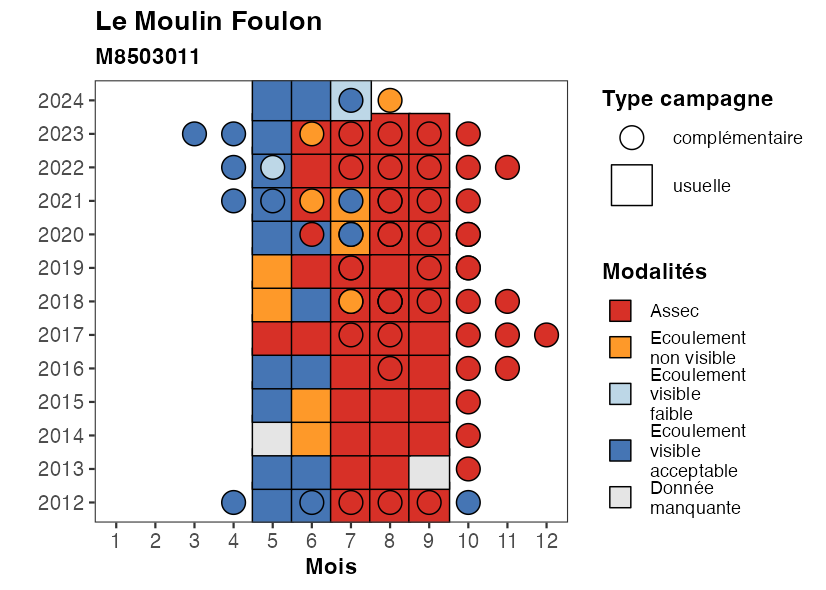 Le Moulin Foulon
M8503011
2024
2023
2022
2021
2020
2019
2018
2017
2016
2015
2014
2013
2012
1 2 3 4 5 6 7 8 9 10 11 12
Mois
Type campagne
complémentaire
usuelle
Modalités
Assec
Ecoulement
non visible
Ecoulement
visible
faible
Ecoulement
visible
acceptable
Donnée
manquante